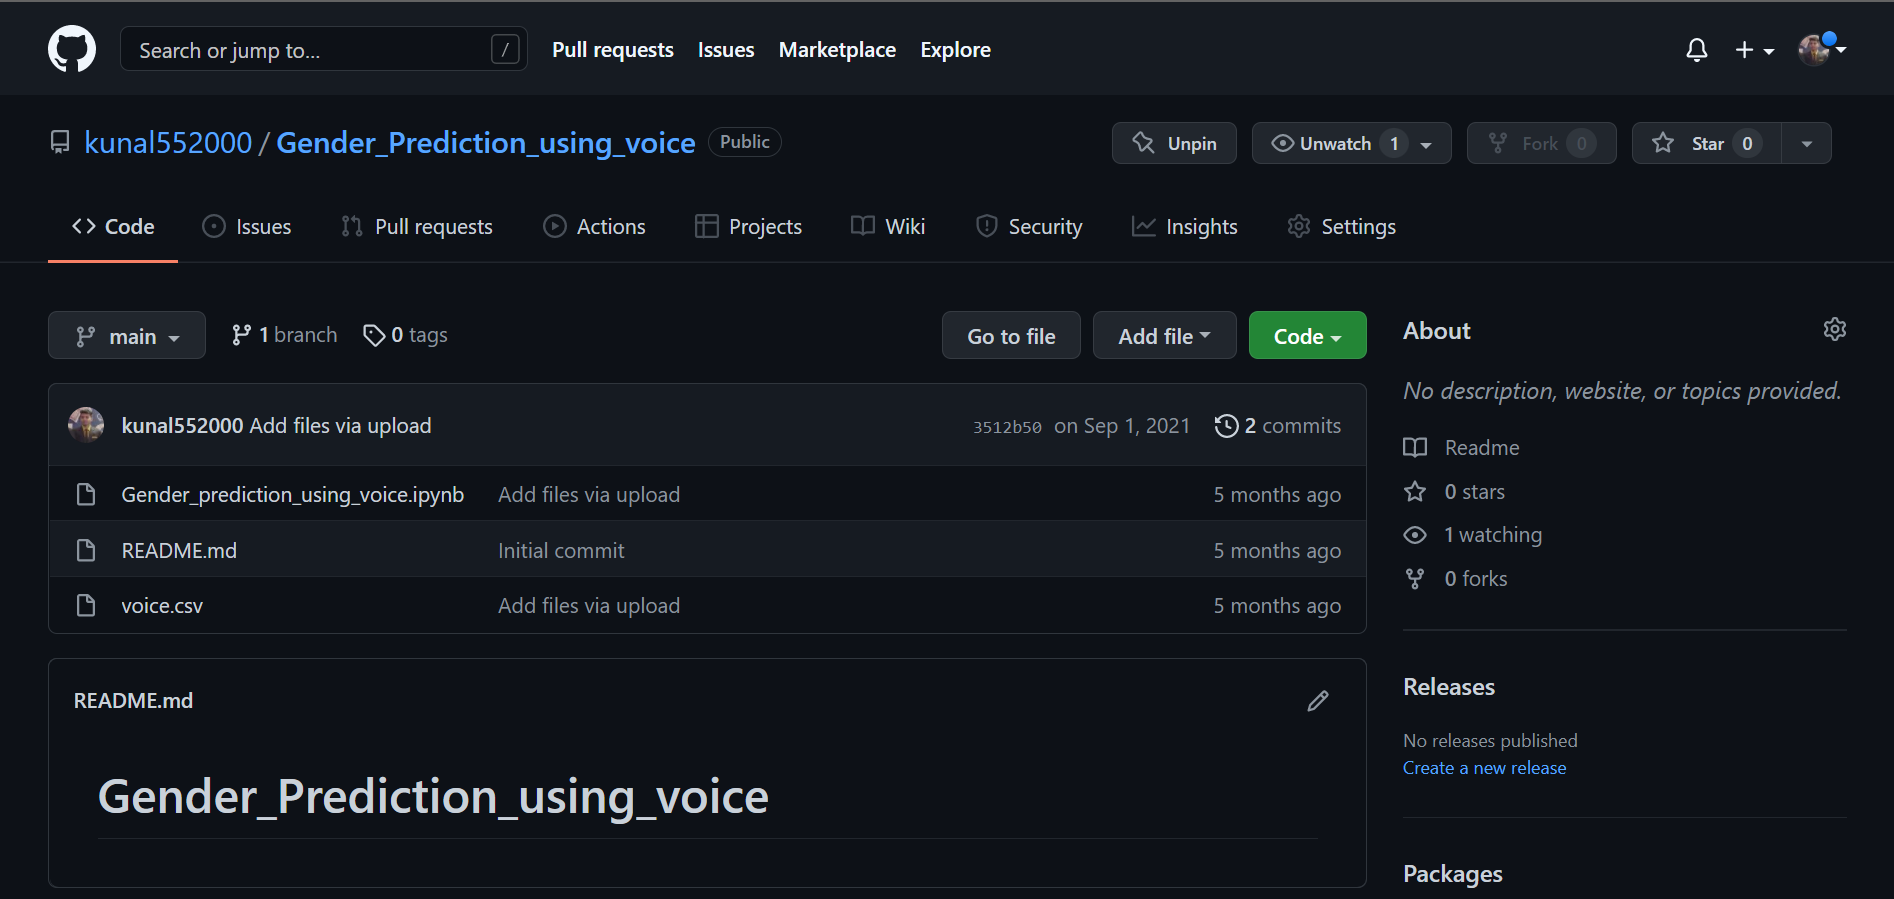 Search or jump to... /
Pull requests Issues Marketplace Explore
kunal552000 / Gender_Prediction_using_voice Public
Unpin Unwatch 1 Fork 0 Star 0
Code Issues Pull requests Actions Projects Wiki Security Insights Settings
main 1 branch 0 tags
Go to file Add file Code
kunal552000 Add files via upload 3512b50 on Sep 1, 2021 2 commits
Gender_prediction_using_voice.ipynb Add files via upload 5 months ago
README.md Initial commit 5 months ago
voice.csv Add files via upload 5 months ago
README.md
Gender_Prediction_using_voice
About
No description, website, or topics provided.
Readme
0 stars
1 watching
0 forks
Releases
No releases published
Create a new release
Packages